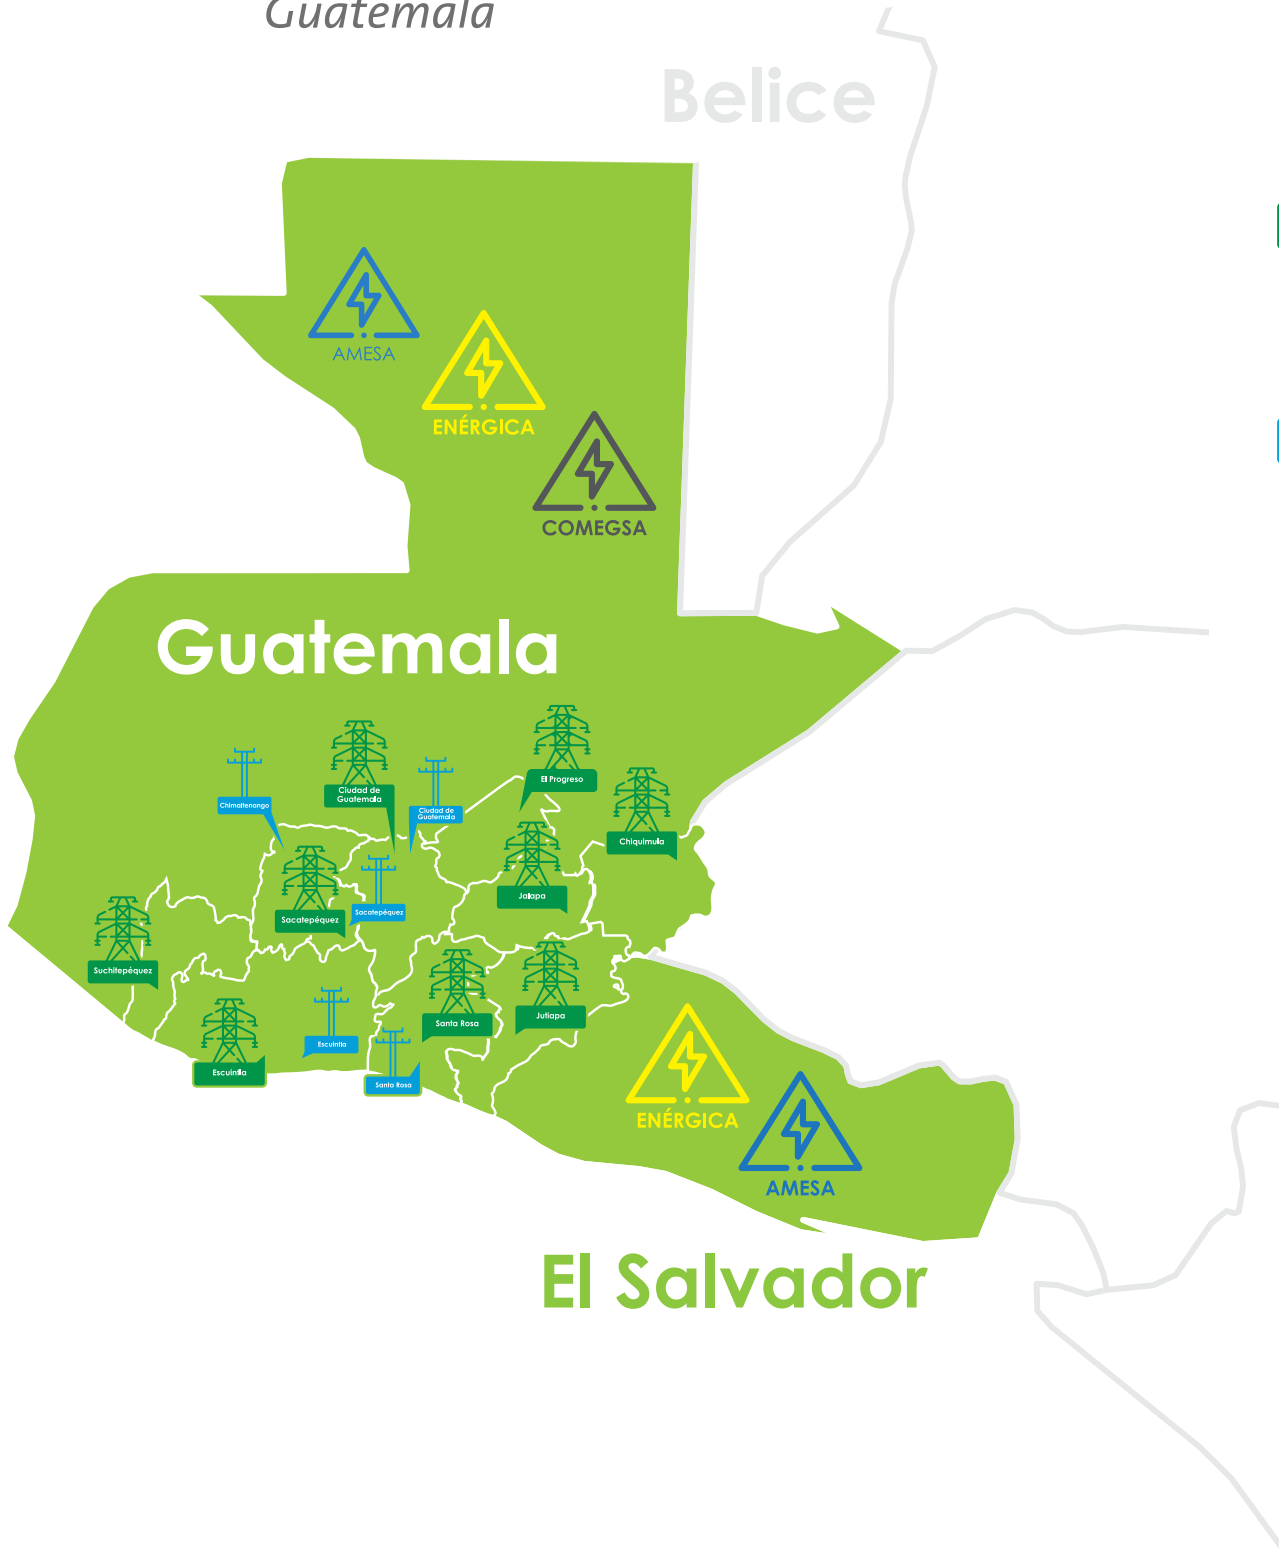 Guatemala
Belice
AMESA
ENÉRGICA
COMEGSA
Guatemala
El Progreso
Ciudad de
Guatemala
Chimaltenango
Ciudad de
Guatemala
Chiquimula
Jalapa
Sacatepéquez
Sacatepéquez
Suchitepéquez
Santa Rosa
Jutiapa
Escuintla
Escuintla
Santa Rosa
ENÉRGICA
AMESA
El Salvador